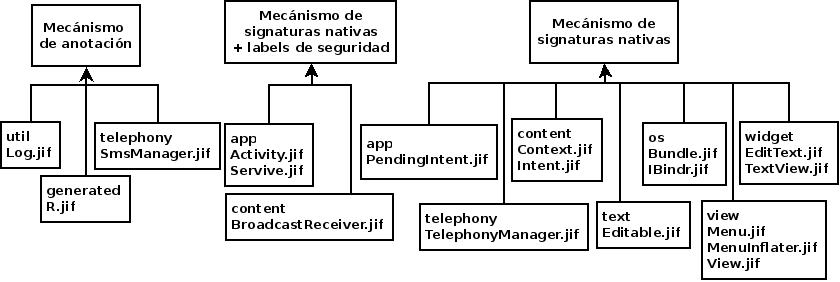 Mecánismo
de anotación
util
Log.jif
telephony
SmsManager.jif
generated
R.jif
Mecánismo de
signaturas nativas
+ labels de seguridad
app
Activity.jif
Servive.jif
content
BroadcastReceiver.jif
Mecánismo de
signaturas nativas
app
PendingIntent.jif
content
Context.jif
Intent.jif
os
Bundle.jif
IBindr.jif
widget
EditText.jif
TextView.jif
telephony
TelephonyManager.jif
text
Editable.jif
view
Menu.jif
MenuInflater.jif
View.jif